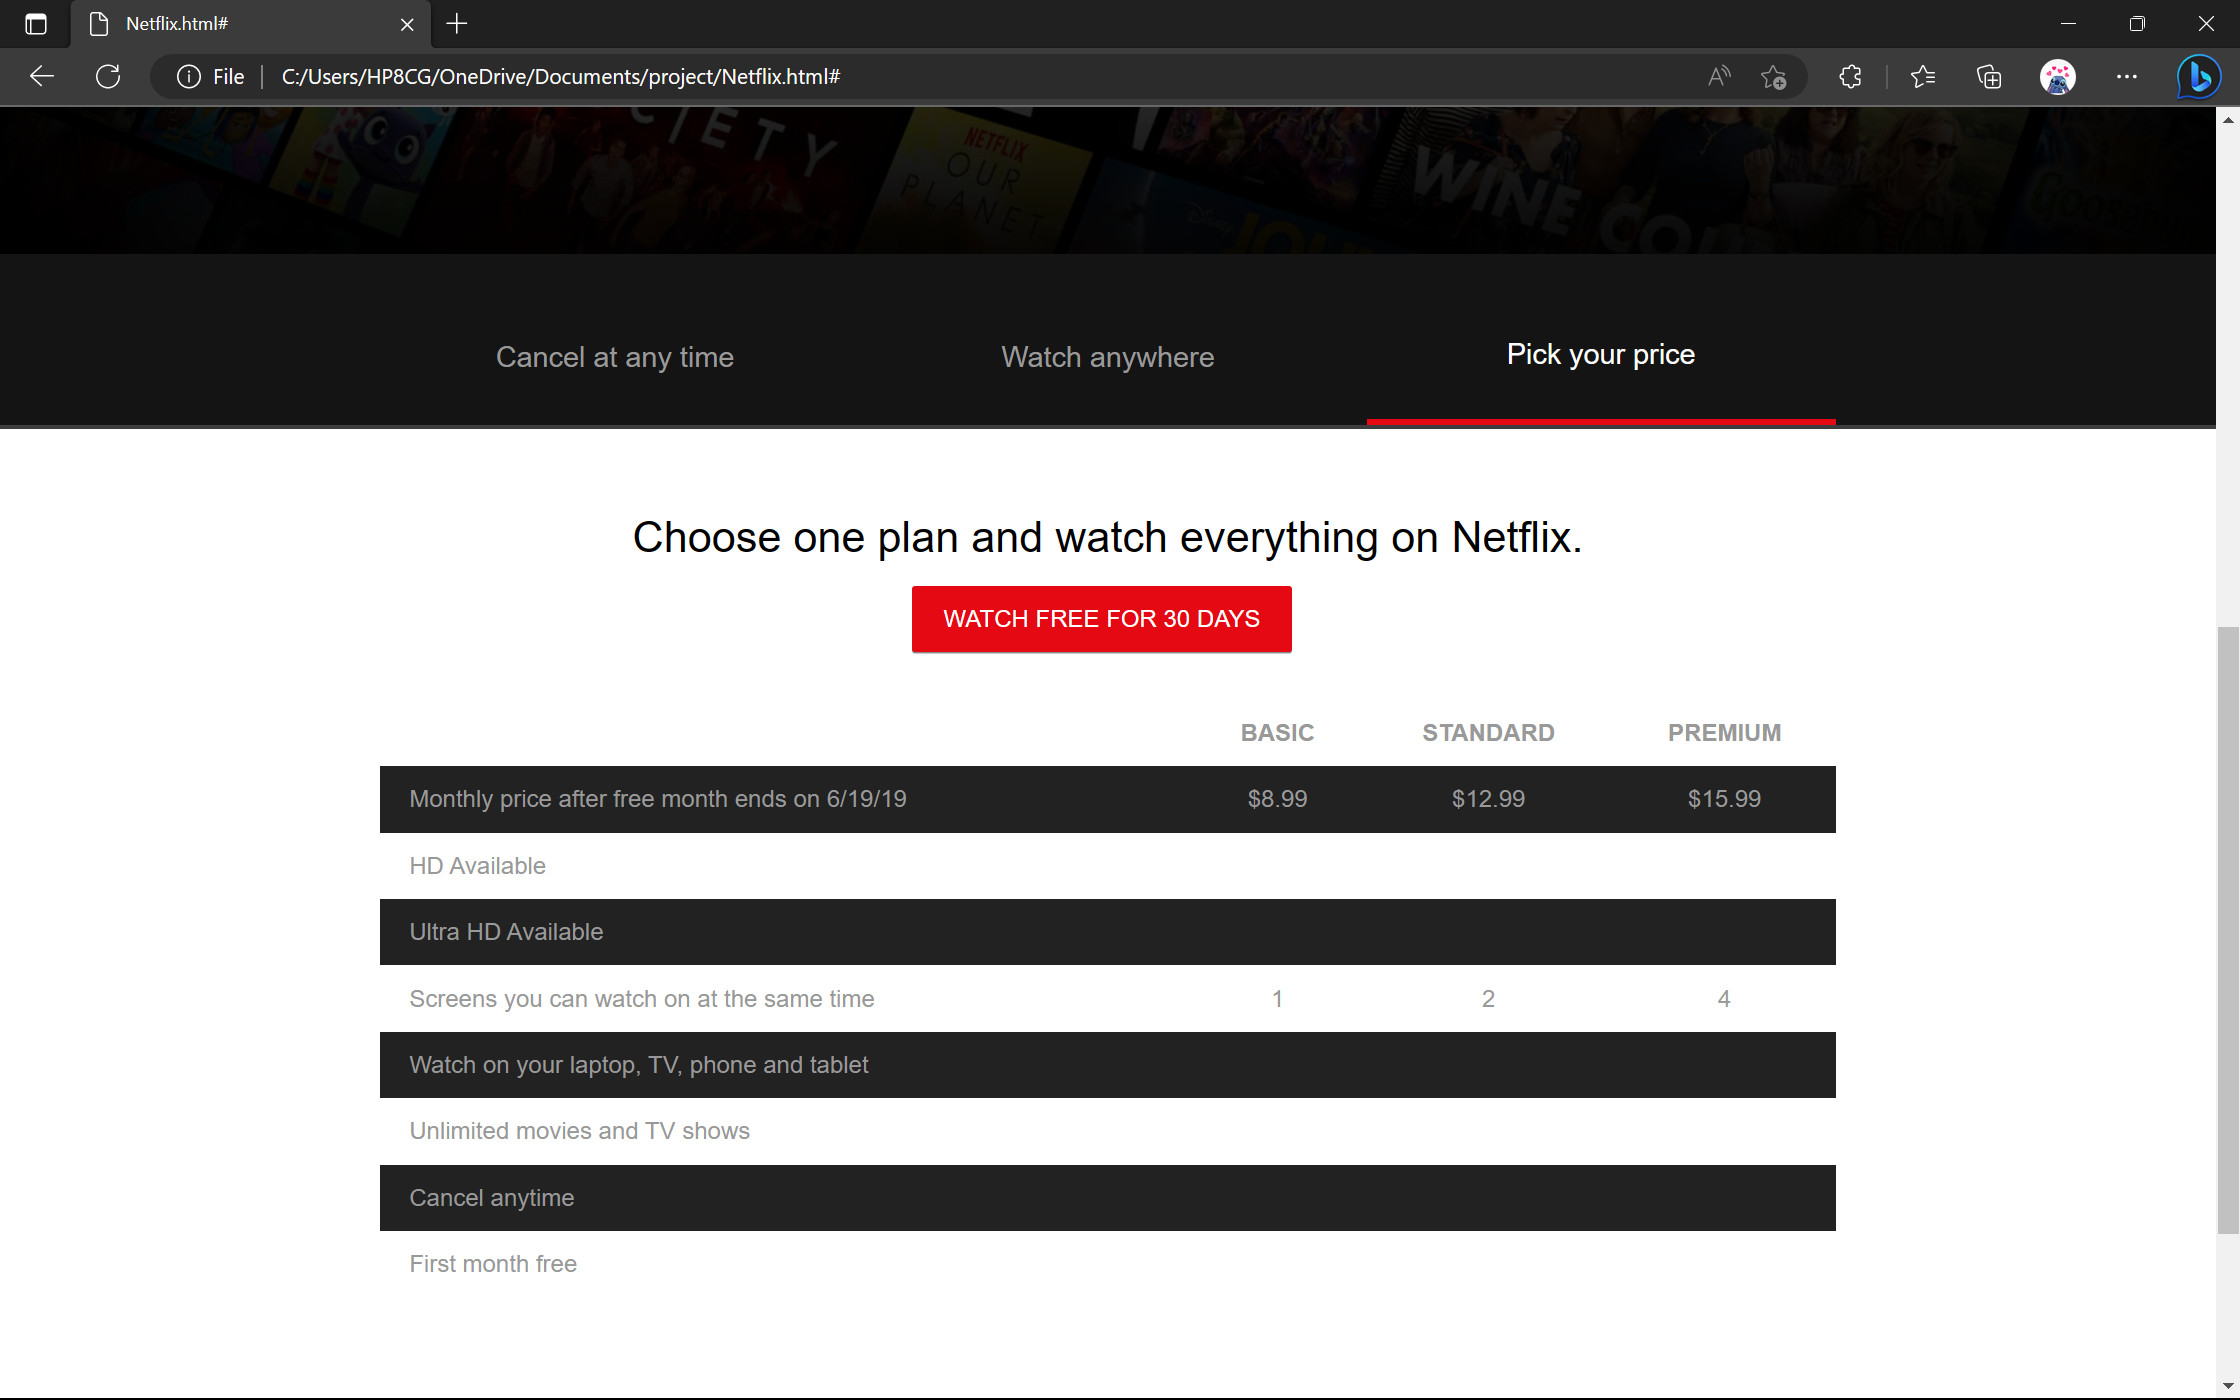 Netflix.html#
File
C:/Users/HP8CG/OneDrive/Documents/project/Netflix.html#
CIETY
NETFLIX
OUR
PLANET
WINE CO
Disney
Cancel at any time
Watch anywhere
Pick your price
Choose one plan and watch everything on Netflix.
WATCH FREE FOR 30 DAYS
BASIC STANDARD PREMIUM
Monthly price after free month ends on 6/19/19 $8.99 $12.99 $15.99
HD Available
Ultra HD Available
Screens you can watch on at the same time 1 2 4
Watch on your laptop, TV, phone and tablet
Unlimited movies and TV shows
Cancel anytime
First month free